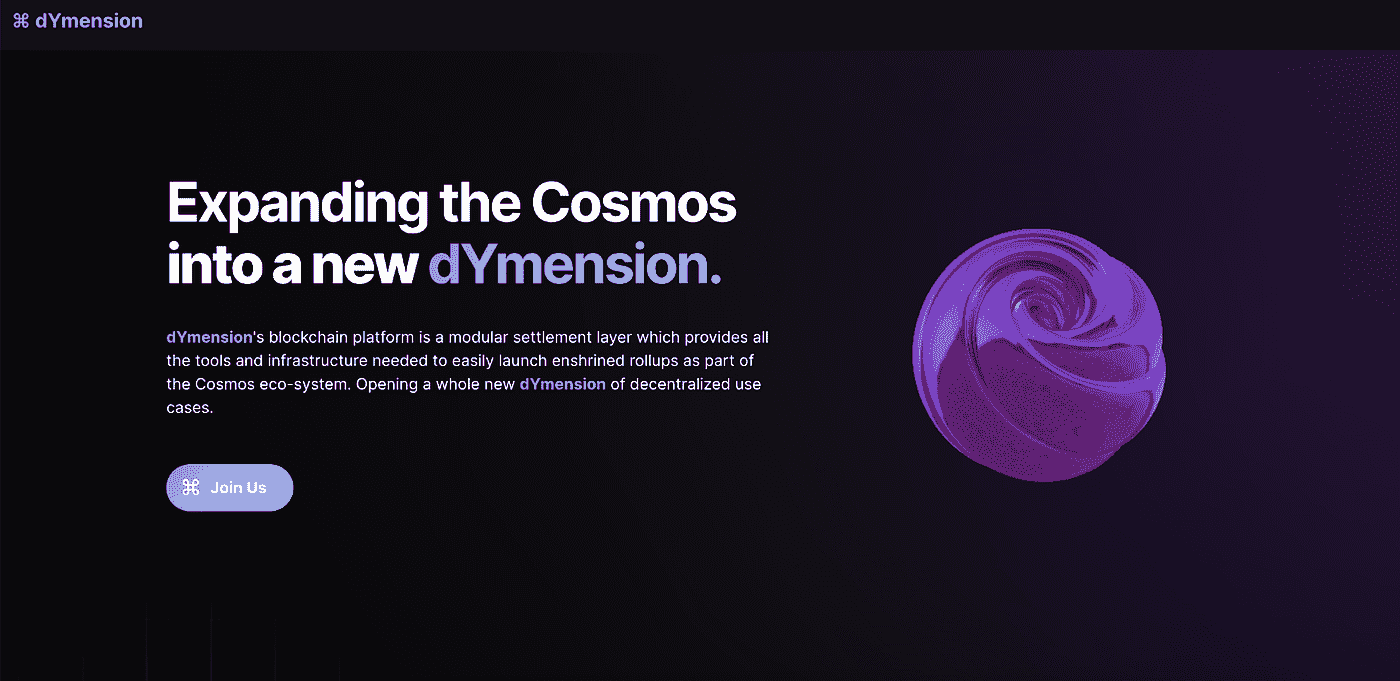 ⌘ dYmension
Expanding the Cosmos
into a new dYmension.
dYmension's blockchain platform is a modular settlement layer which provides all
the tools and infrastructure needed to easily launch enshrined rollups as part of
the Cosmos eco-system. Opening a whole new dYmension of decentralized use
cases.
⌘ Join Us